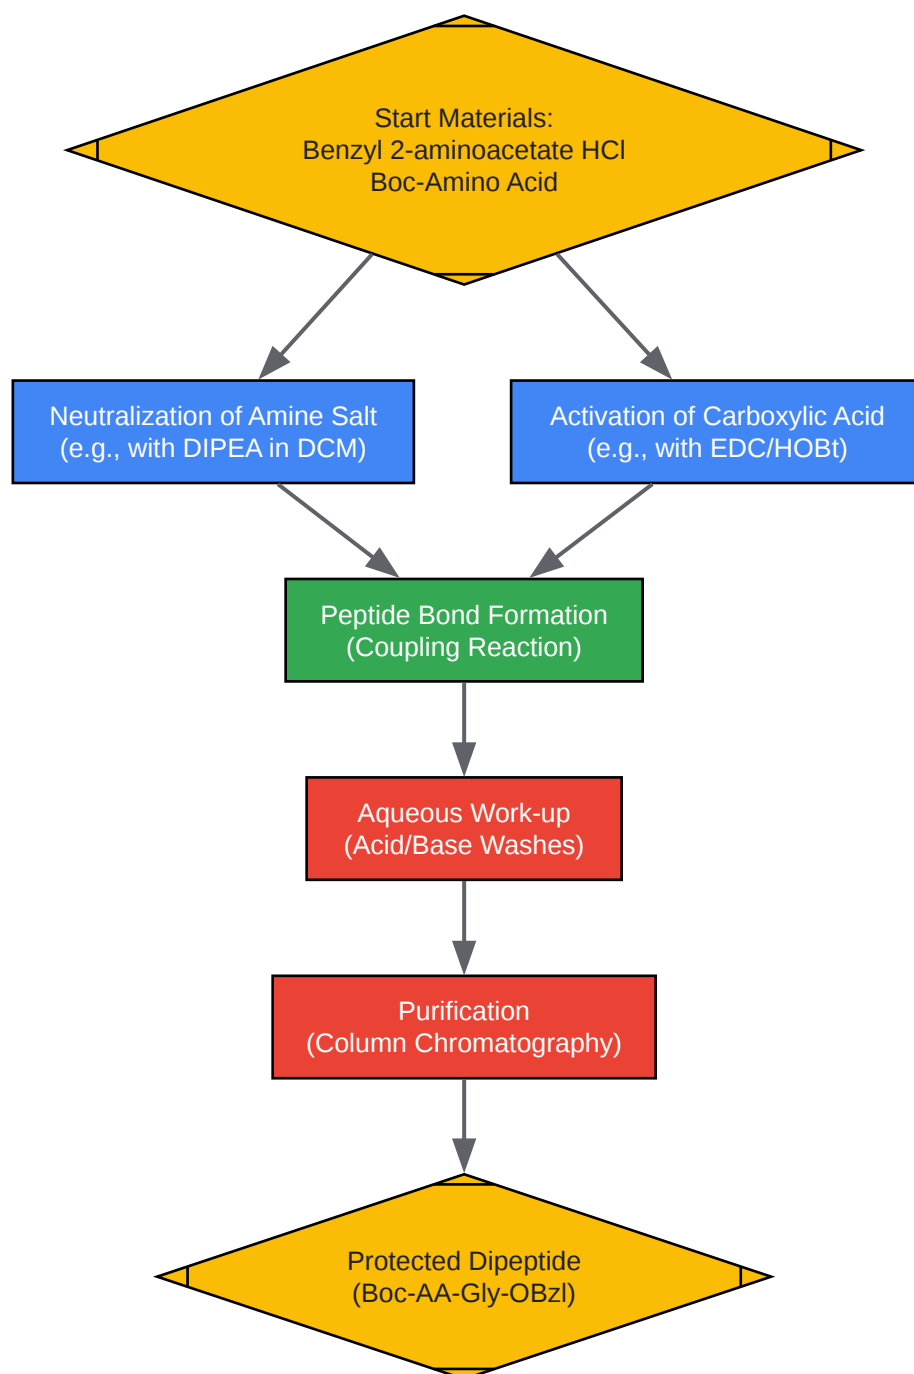 Start Materials:
Benzyl 2-aminoacetate HCl
Boc-Amino Acid
Neutralization of Amine Salt
(e.g., with DIPEA in DCM)
Activation of Carboxylic Acid
(e.g., with EDC/HOBt)
Peptide Bond Formation
(Coupling Reaction)
Aqueous Work-up
(Acid/Base Washes)
Purification
(Column Chromatography)
Protected Dipeptide
(Boc-AA-Gly-OBzl)